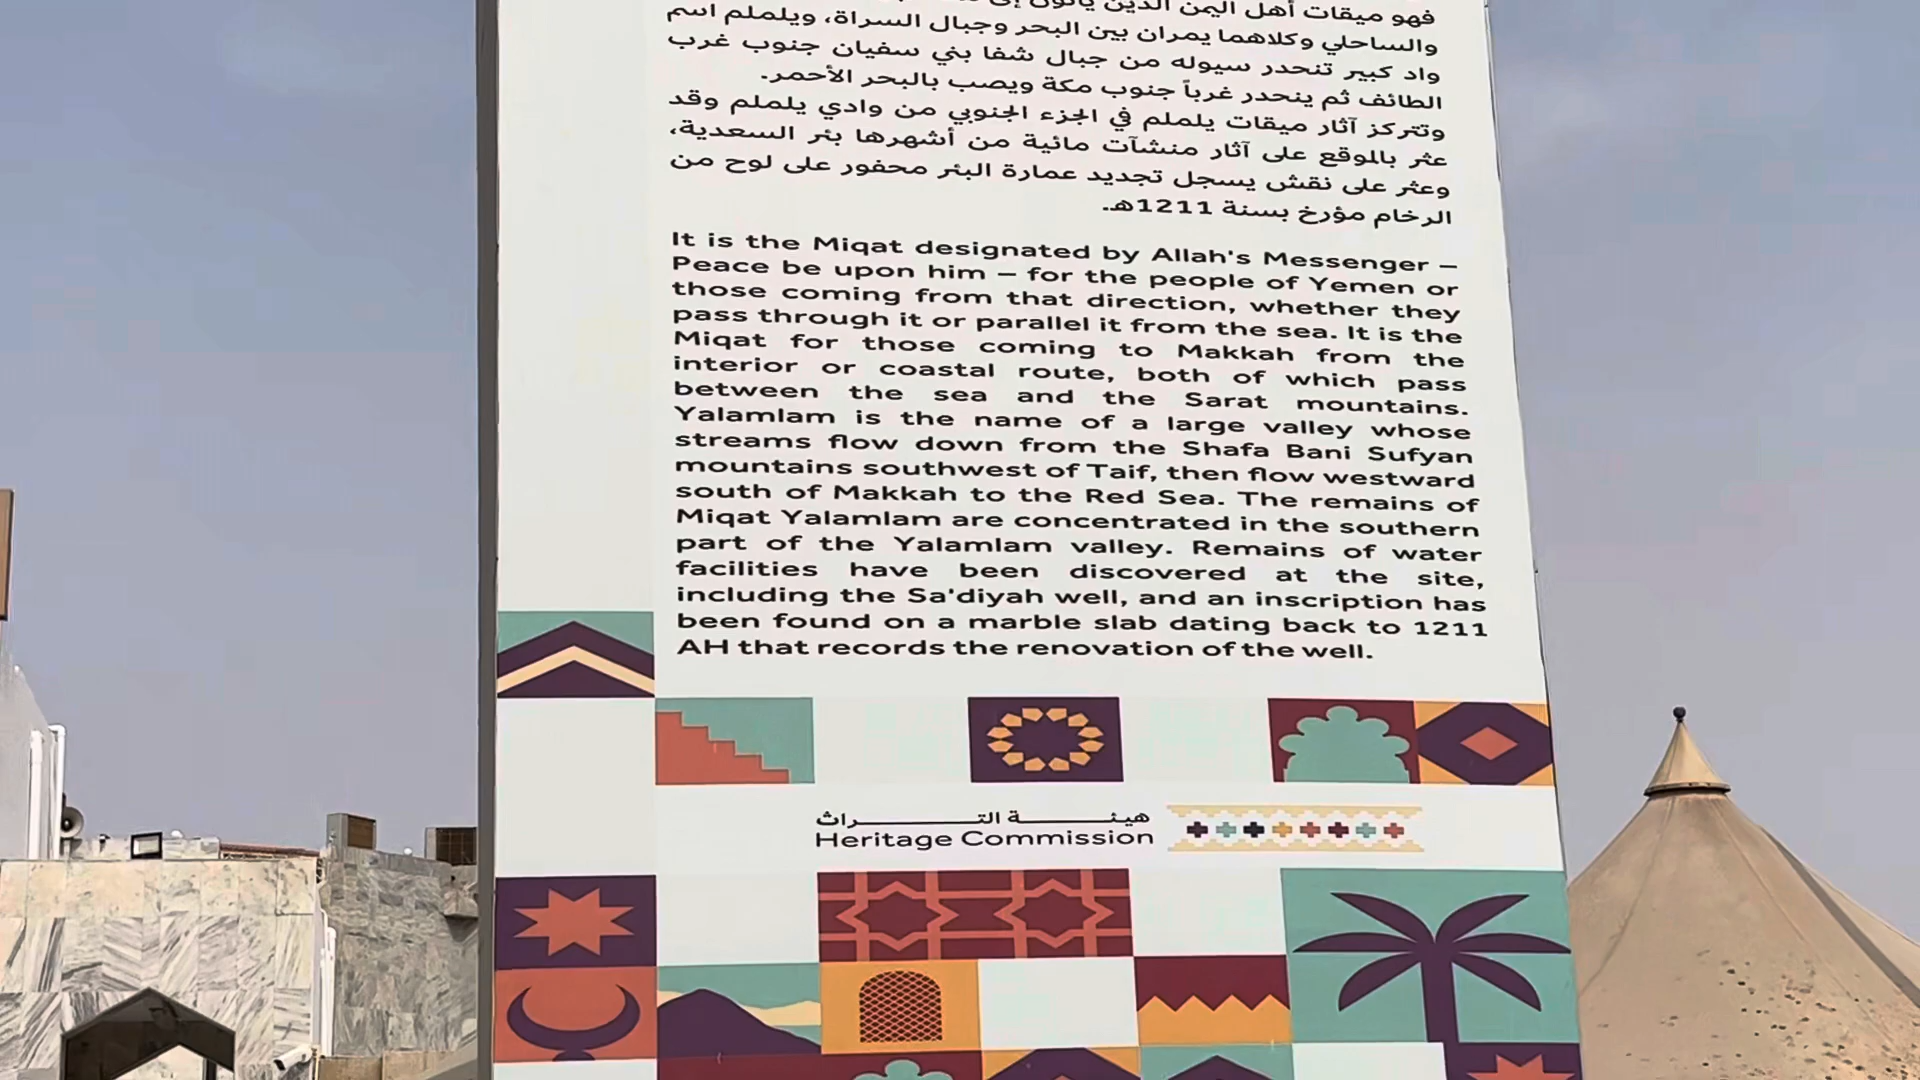 فهو ميقات أهل اليمن الذين يأتون إلى
والساحلي وكلاهما يمران بين البحر وجبال السراة، ويلملم اسم
واد كبير تنحدر سيوله من جبال شفا بني سفيان جنوب غرب
الطائف ثم ينحدر غرباً جنوب مكة ويصب بالبحر الأحمر.
وتتركز آثار ميقات يلملم في الجزء الجنوبي من وادي يلملم وقد
عثر بالموقع على آثار منشآت مائية من أشهرها بئر السعدية،
وعثر على نقش يسجل تجديد عمارة البئر محفور على لوح من
الرخام مؤرخ بسنة 1211هـ.
It is the Miqat designated by Allah's Messenger –
Peace be upon him – for the people of Yemen or
those coming from that direction, whether they
pass through it or parallel it from the sea. It is the
Miqat for those coming to Makkah from the
interior or coastal route, both of which pass
between the sea and the Sarat mountains.
Yalamlam is the name of a large valley whose
streams flow down from the Shafa Bani Sufyan
mountains southwest of Taif, then flow westward
south of Makkah to the Red Sea. The remains of
Miqat Yalamlam are concentrated in the southern
part of the Yalamlam valley. Remains of water
facilities have been discovered at the site,
including the Sa'diyah well, and an inscription has
been found on a marble slab dating back to 1211
AH that records the renovation of the well.
هيئة التراث
Heritage Commission